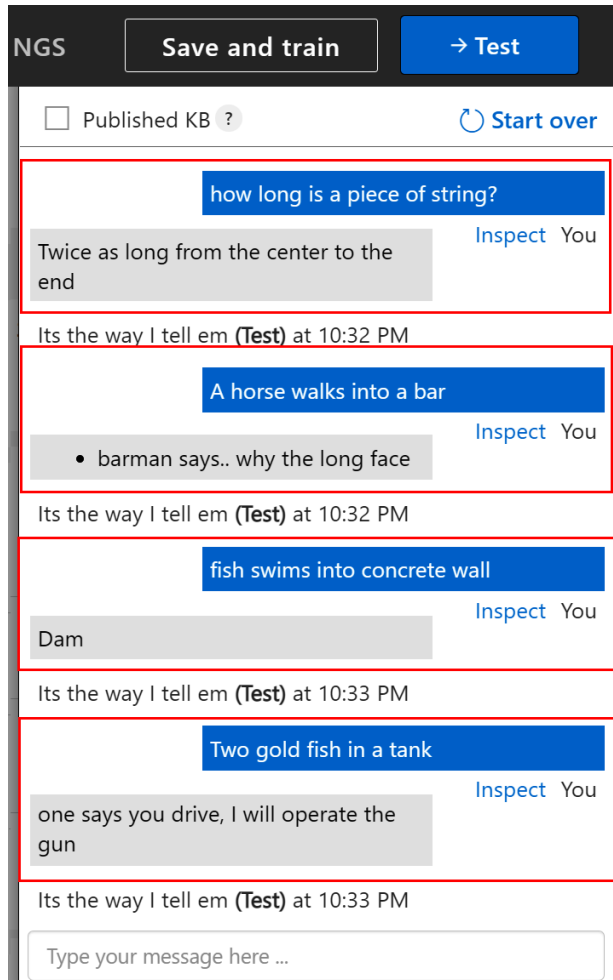 NGS Save and train → Test
Published KB ? Start over
how long is a piece of string?
Inspect You
Twice as long from the center to the
end
Its the way I tell em (Test) at 10:32 PM
A horse walks into a bar
Inspect You
• barman says.. why the long face
Its the way I tell em (Test) at 10:32 PM
fish swims into concrete wall
Inspect You
Dam
Its the way I tell em (Test) at 10:33 PM
Two gold fish in a tank
Inspect You
one says you drive, I will operate the
gun
Its the way I tell em (Test) at 10:33 PM
Type your message here ...